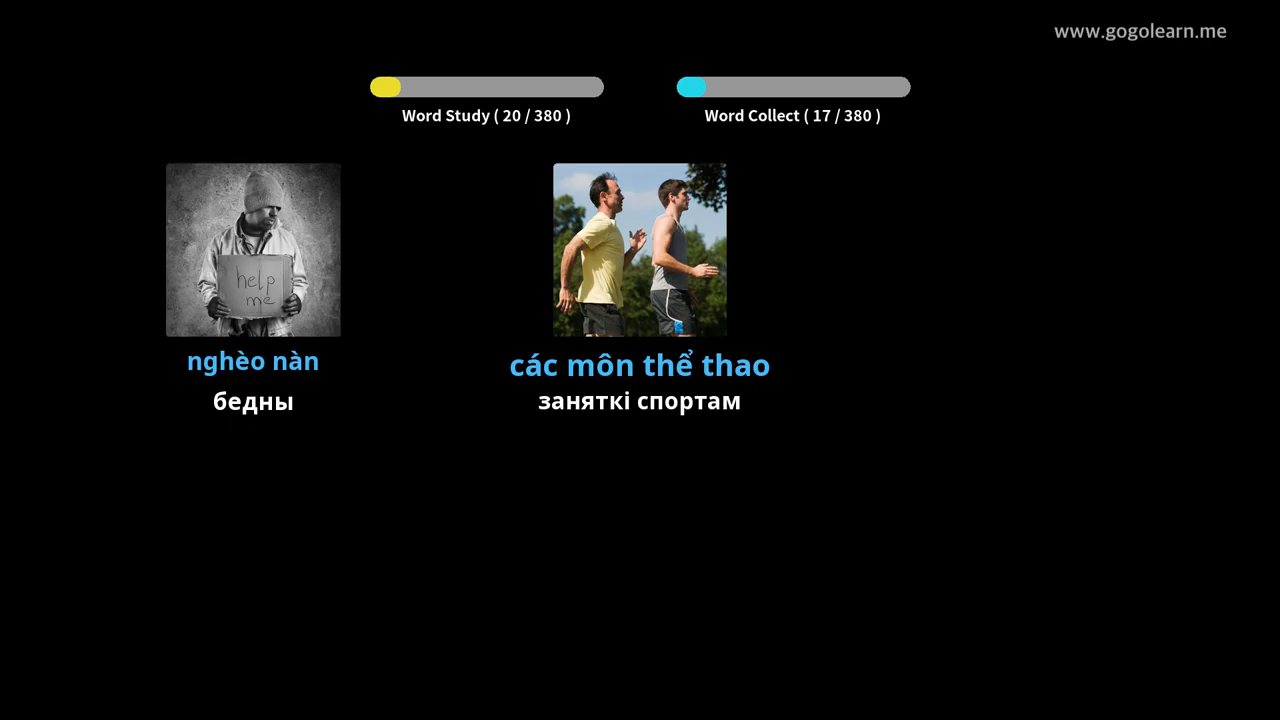 www.gogolearn.me
Word Study ( 20 / 380 )
Word Collect ( 17 / 380 )
help
me
nghèo nàn
бедны
các môn thể thao
заняткі спортам